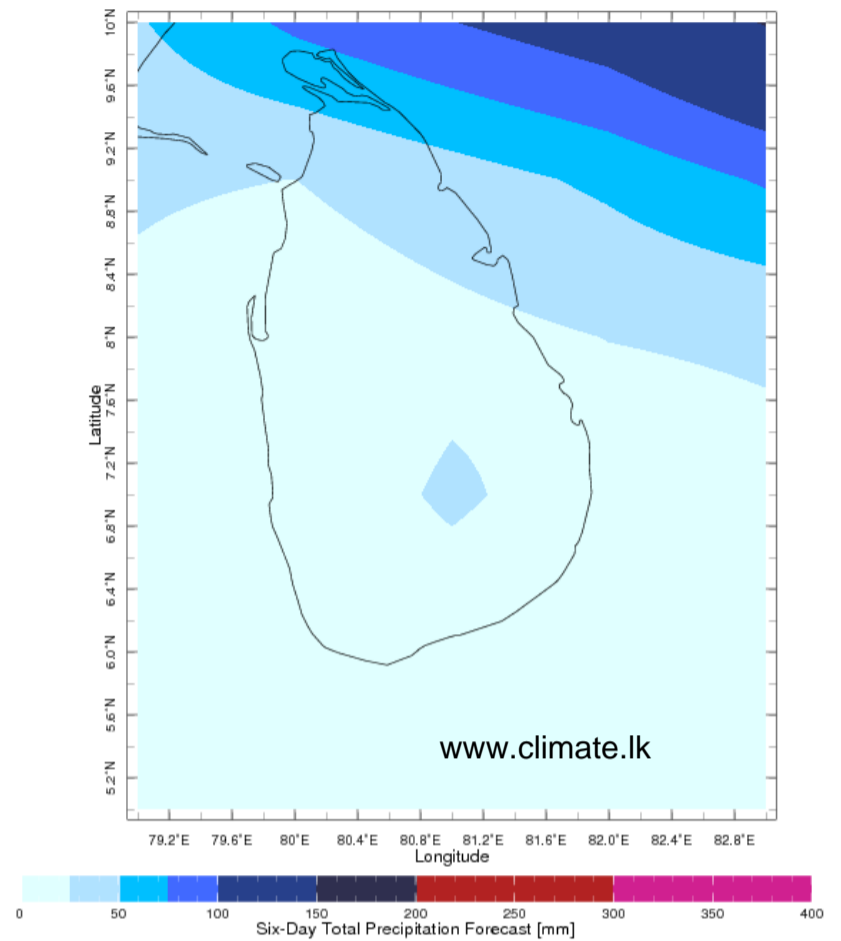 10˚N
9.6˚N
9.2˚N
8.8˚N
8.4˚N
8˚N
7.6˚N
7.2˚N
6.8˚N
6.4˚N
6.0˚N
5.6˚N
5.2˚N
Latitude
www.climate.lk
79.2˚E 79.6˚E 80˚E 80.4˚E 80.8˚E 81.2˚E 81.6˚E 82.0˚E 82.4˚E 82.8˚E
Longitude
0 50 100 150 200 250 300 350 400
Six-Day Total Precipitation Forecast [mm]